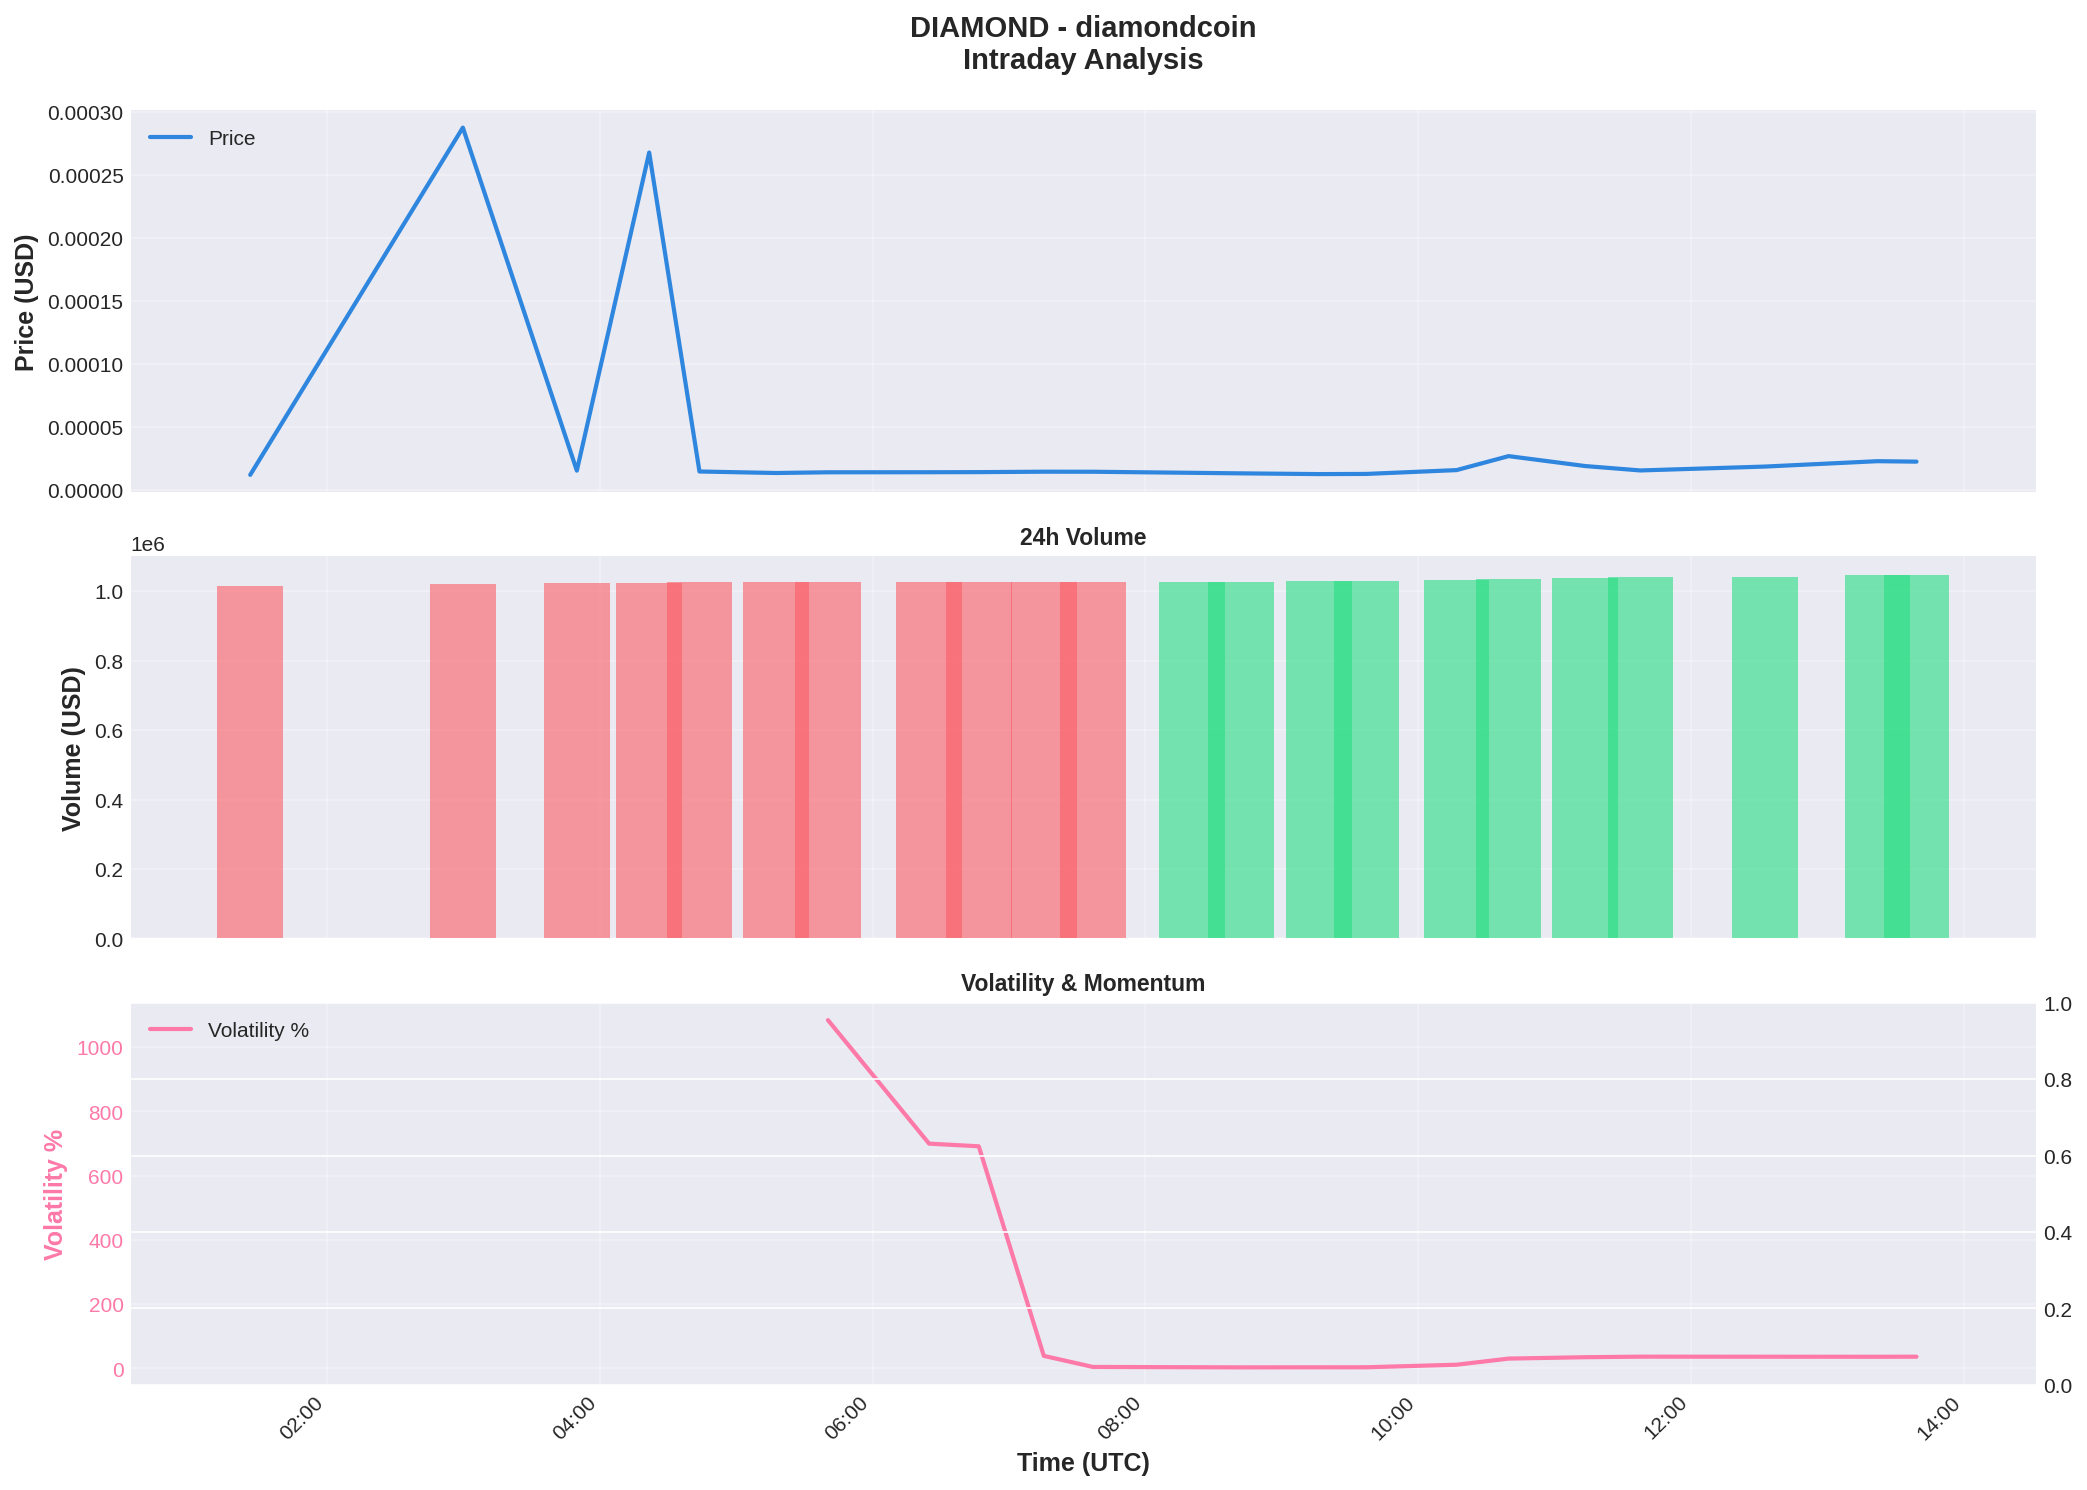 DIAMOND - diamondcoin
Intraday Analysis
Price
0.00030
0.00025
0.00020
0.00015
0.00010
0.00005
0.00000
Price (USD)
24h Volume
1e6
1.0
0.8
0.6
0.4
0.2
0.0
Volume (USD)
Volatility & Momentum
Volatility %
1000
800
600
400
200
0
Volatility %
1.0
0.8
0.6
0.4
0.2
0.0
02:00
04:00
06:00
08:00
10:00
12:00
14:00
Time (UTC)